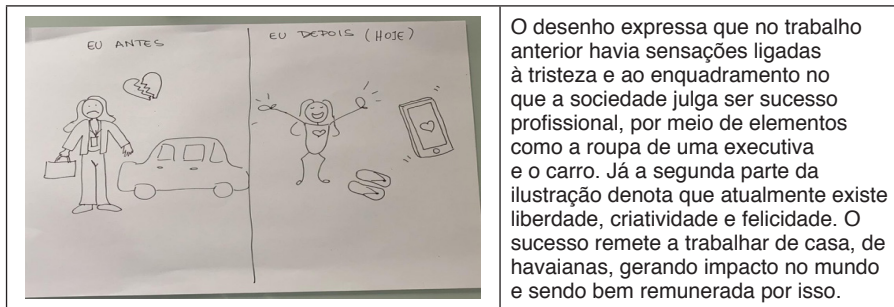 EU ANTES
EU DEPOIS (HOJE)
O desenho expressa que no trabalho
anterior havia sensações ligadas
à tristeza e ao enquadramento no
que a sociedade julga ser sucesso
profissional, por meio de elementos
como a roupa de uma executiva
e o carro. Já a segunda parte da
ilustração denota que atualmente existe
liberdade, criatividade e felicidade. O
sucesso remete a trabalhar de casa, de
havaianas, gerando impacto no mundo
e sendo bem remunerada por isso.